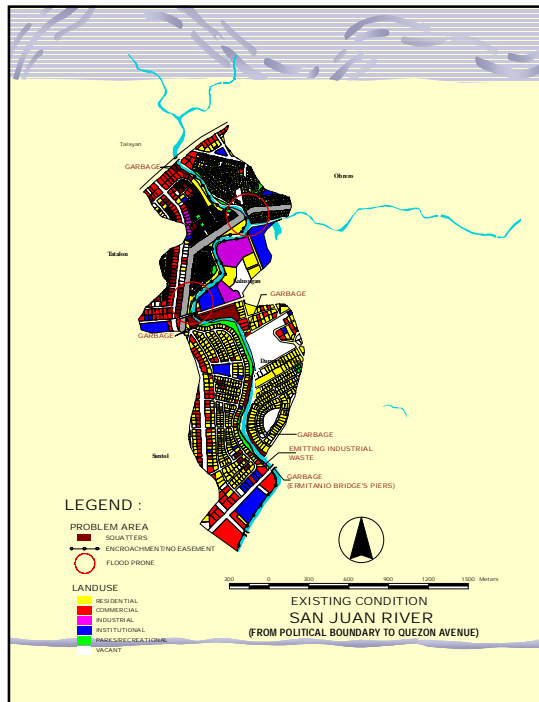 Talayan
GARBAGE
Obrero
Tatalon
GARBAGE
GARBAGE
GARBAGE
EMITTING INDUSTRIAL
WASTE
Santol
GARBAGE
(ERMITANIO BRIDGE'S PIERS)
LEGEND :
PROBLEM AREA
SQUATTERS
ENCROACHMENT/NO EASEMENT
FLOOD PRONE
LANDUSE
RESIDENTIAL
COMMERCIAL
INDUSTRIAL
INSTITUTIONAL
PARKS/RECREATIONAL
VACANT
300 0 300 600 900 1200 1500 Meters
EXISTING CONDITION
SAN JUAN RIVER
(FROM POLITICAL BOUNDARY TO QUEZON AVENUE)